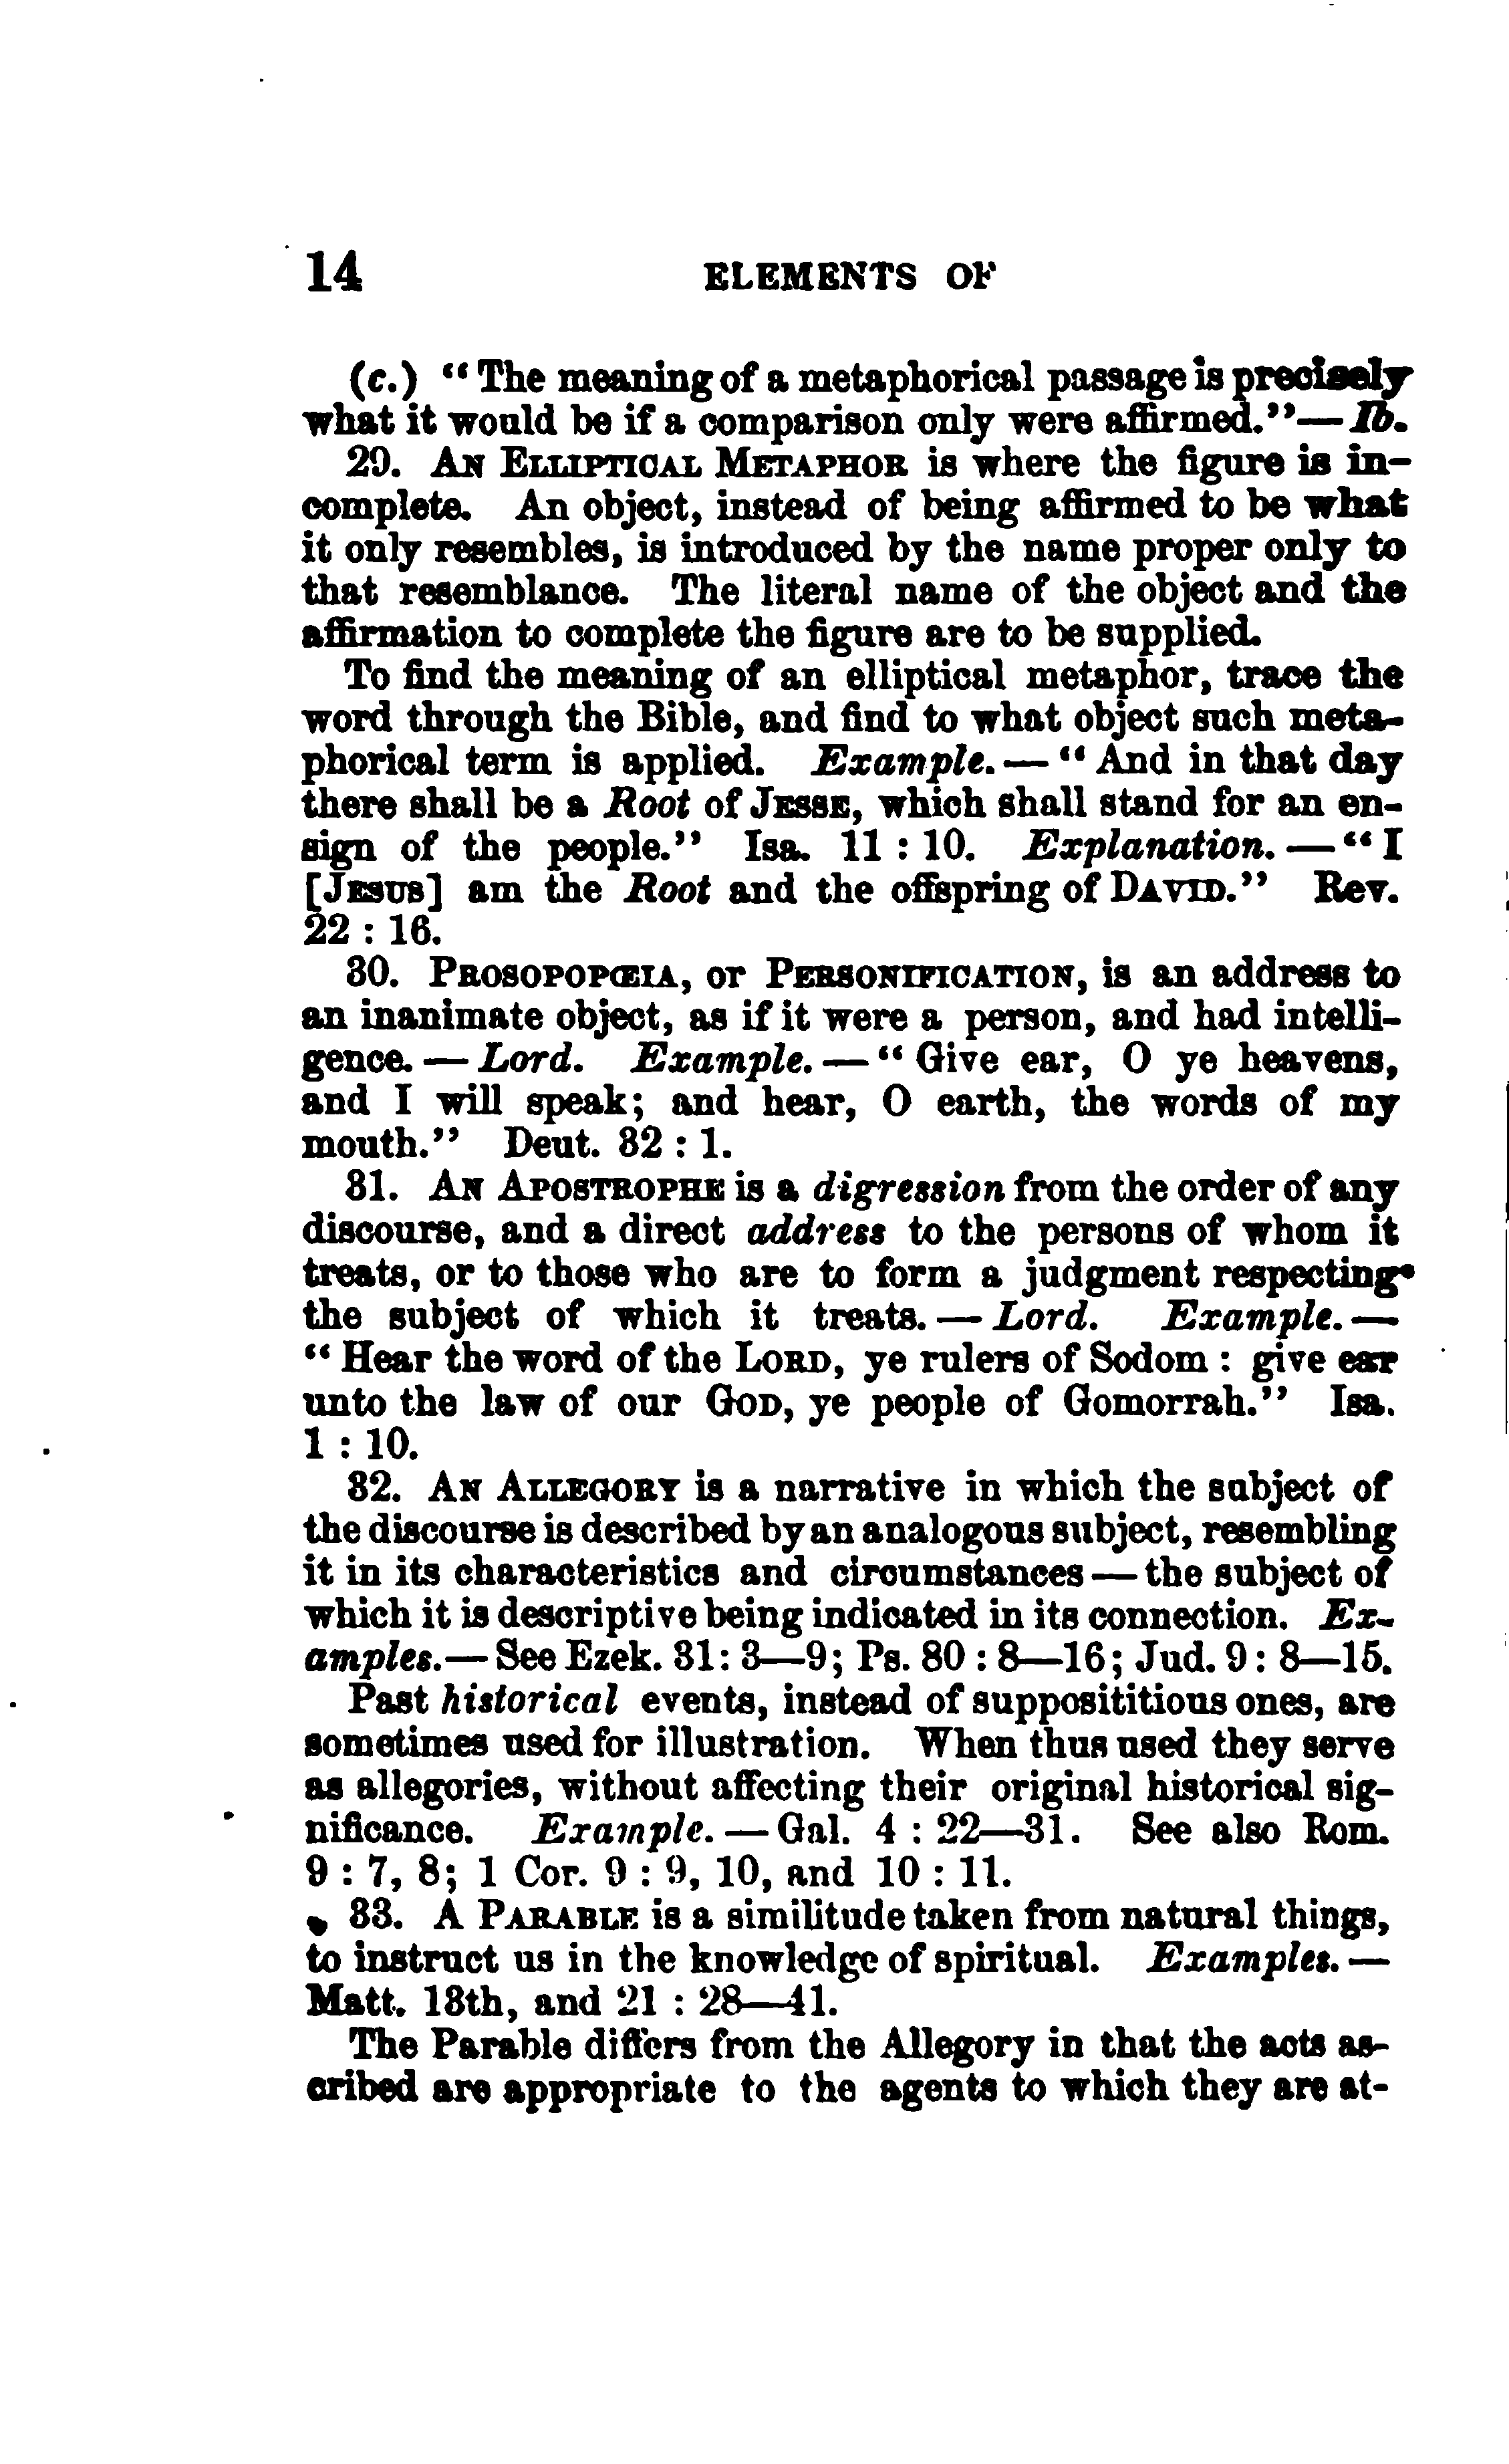 14 ELEMENTS OF
(c.) "The meaning of a metaphorical passage is precisely
what it would be if a comparison only were affirmed."—Ib.
29. AN ELLIPTICAL METAPHOR is where the figure is in-
complete. An object, instead of being affirmed to be what
it only resembles, is introduced by the name proper only to
that resemblance. The literal name of the object and the
affirmation to complete the figure are to be supplied.
To find the meaning of an elliptical metaphor, trace the
word through the Bible, and find to what object such meta-
phorical term is applied. Example.—"And in that day
there shall be a Root of JESSE, which shall stand for an en-
sign of the people." Isa. 11 : 10. Explanation.—"I
[JESUS] am the Root and the offspring of DAVID." Rev.
22 : 16.
30. PROSOPOPŒIA, or PERSONIFICATION, is an address to
an inanimate object, as if it were a person, and had intelli-
gence.—Lord. Example.—"Give ear, O ye heavens,
and I will speak; and hear, O earth, the words of my
mouth." Deut. 32 : 1.
31. AN APOSTROPHE is a digression from the order of any
discourse, and a direct address to the persons of whom it
treats, or to those who are to form a judgment respecting
the subject of which it treats.—Lord. Example.—
"Hear the word of the LORD, ye rulers of Sodom : give ear
unto the law of our GOD, ye people of Gomorrah." Isa.
1 : 10.
32. AN ALLEGORY is a narrative in which the subject of
the discourse is described by an analogous subject, resembling
it in its characteristics and circumstances—the subject of
which it is descriptive being indicated in its connection. Ex-
amples.—See Ezek. 31: 3—9; Ps. 80 : 8—16; Jud. 9: 8—15.
Past historical events, instead of supposititious ones, are
sometimes used for illustration. When thus used they serve
as allegories, without affecting their original historical sig-
nificance. Example.—Gal. 4 : 22—31. See also Rom.
9 : 7, 8; 1 Cor. 9 : 9, 10, and 10 : 11.
33. A PARABLE is a similitude taken from natural things,
to instruct us in the knowledge of spiritual. Examples.—
Matt. 13th, and 21 : 28—41.
The Parable differs from the Allegory in that the acts as-
cribed are appropriate to the agents to which they are at-